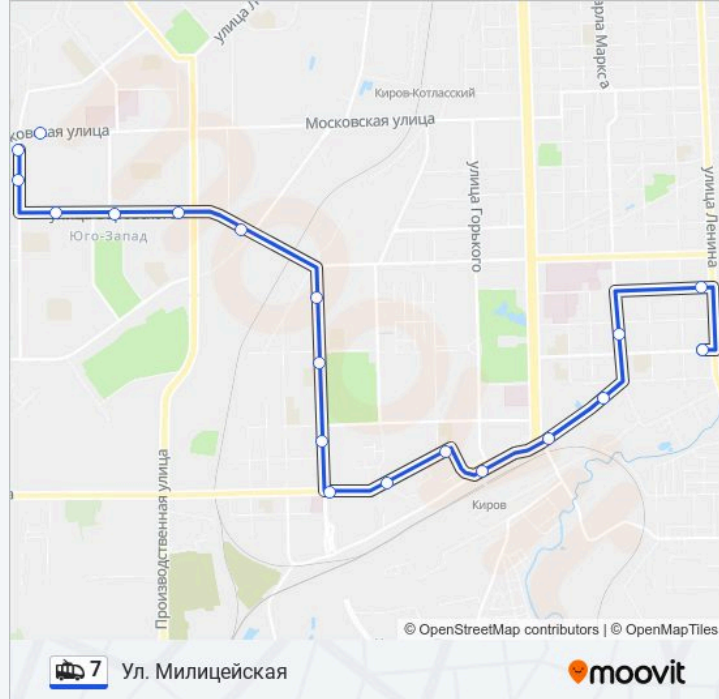 улица Л
Карла Маркса
Киров-Котласский
Московская улица
ковская улица
улица Горького
улица Ленина
Юго-Запад
Производственная улица
Киров
© OpenStreetMap contributors | © OpenMapTiles
7 Ул. Милицейская
moovit